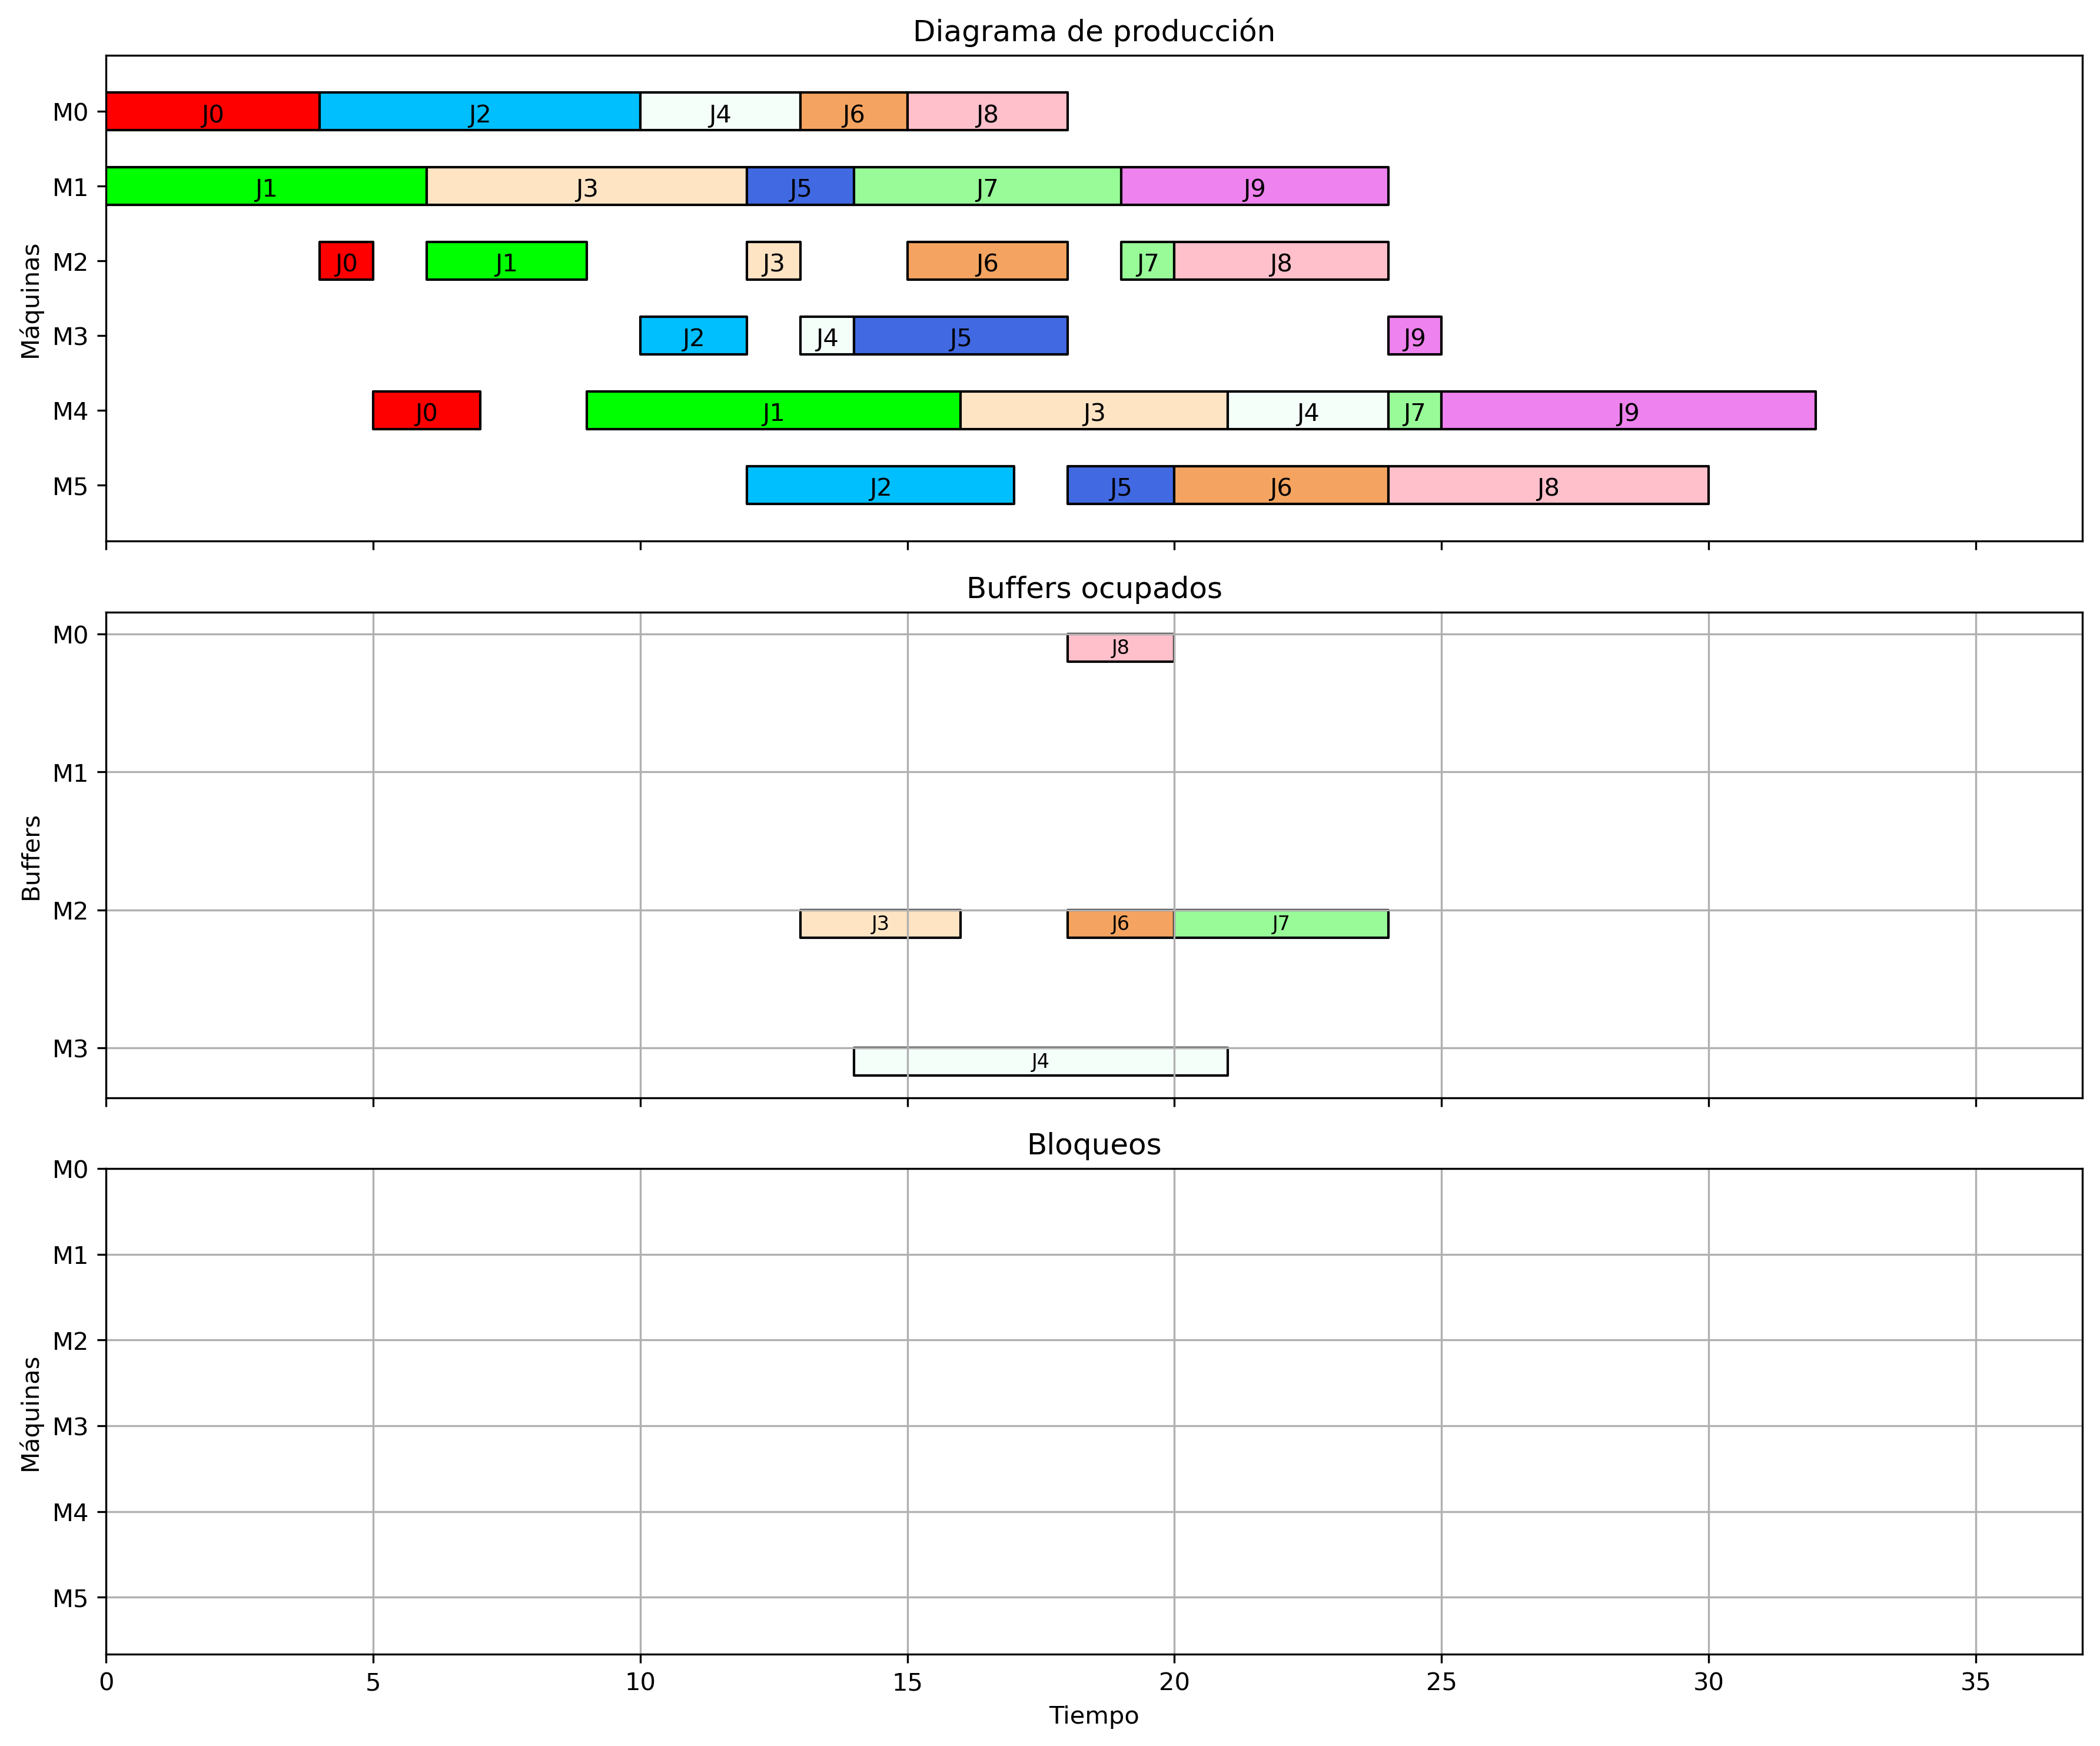 Diagrama de producción
Máquinas
M0 J0 J2 J4 J6 J8
M1 J1 J3 J5 J7 J9
M2 J0 J1 J3 J6 J7 J8
M3 J2 J4 J5 J9
M4 J0 J1 J3 J4 J7 J9
M5 J2 J5 J6 J8
Buffers ocupados
Buffers
M0 J8
M1
M2 J3 J6 J7
M3 J4
Bloqueos
Máquinas
M0
M1
M2
M3
M4
M5
0 5 10 15 20 25 30 35
Tiempo